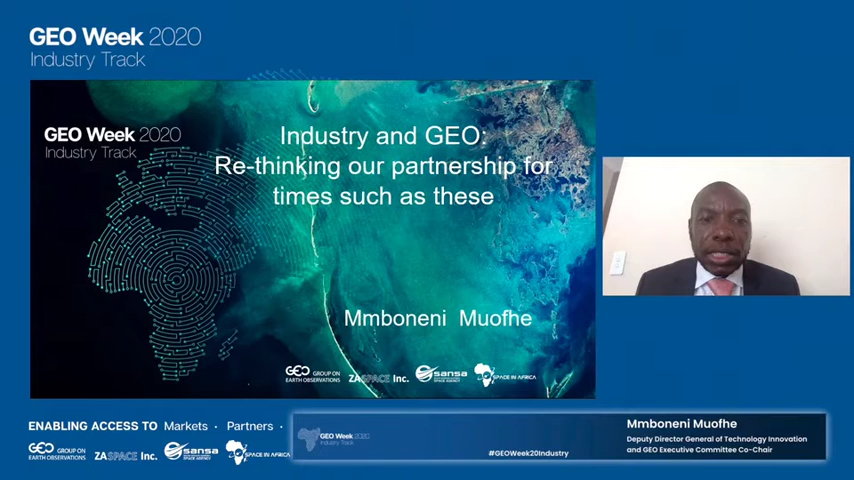 GEO Week 2020
Industry Track
GEO Week 2020
Industry Track
Industry and GEO:
Re-thinking our partnership for
times such as these
Mmboneni Muofhe
GEO GROUP ON
EARTH OBSERVATIONS
ZASPACE Inc.
sansa
SPACE IN AFRICA
ENABLING ACCESS TO Markets · Partners ·
GEO GROUP ON
EARTH OBSERVATIONS
ZASPACE Inc.
sansa
SPACE IN AFRICA
GEO Week 2020
Industry Track
#GEOWeek20Industry
Mmboneni Muofhe
Deputy Director General of Technology Innovation
and GEO Executive Committee Co-Chair